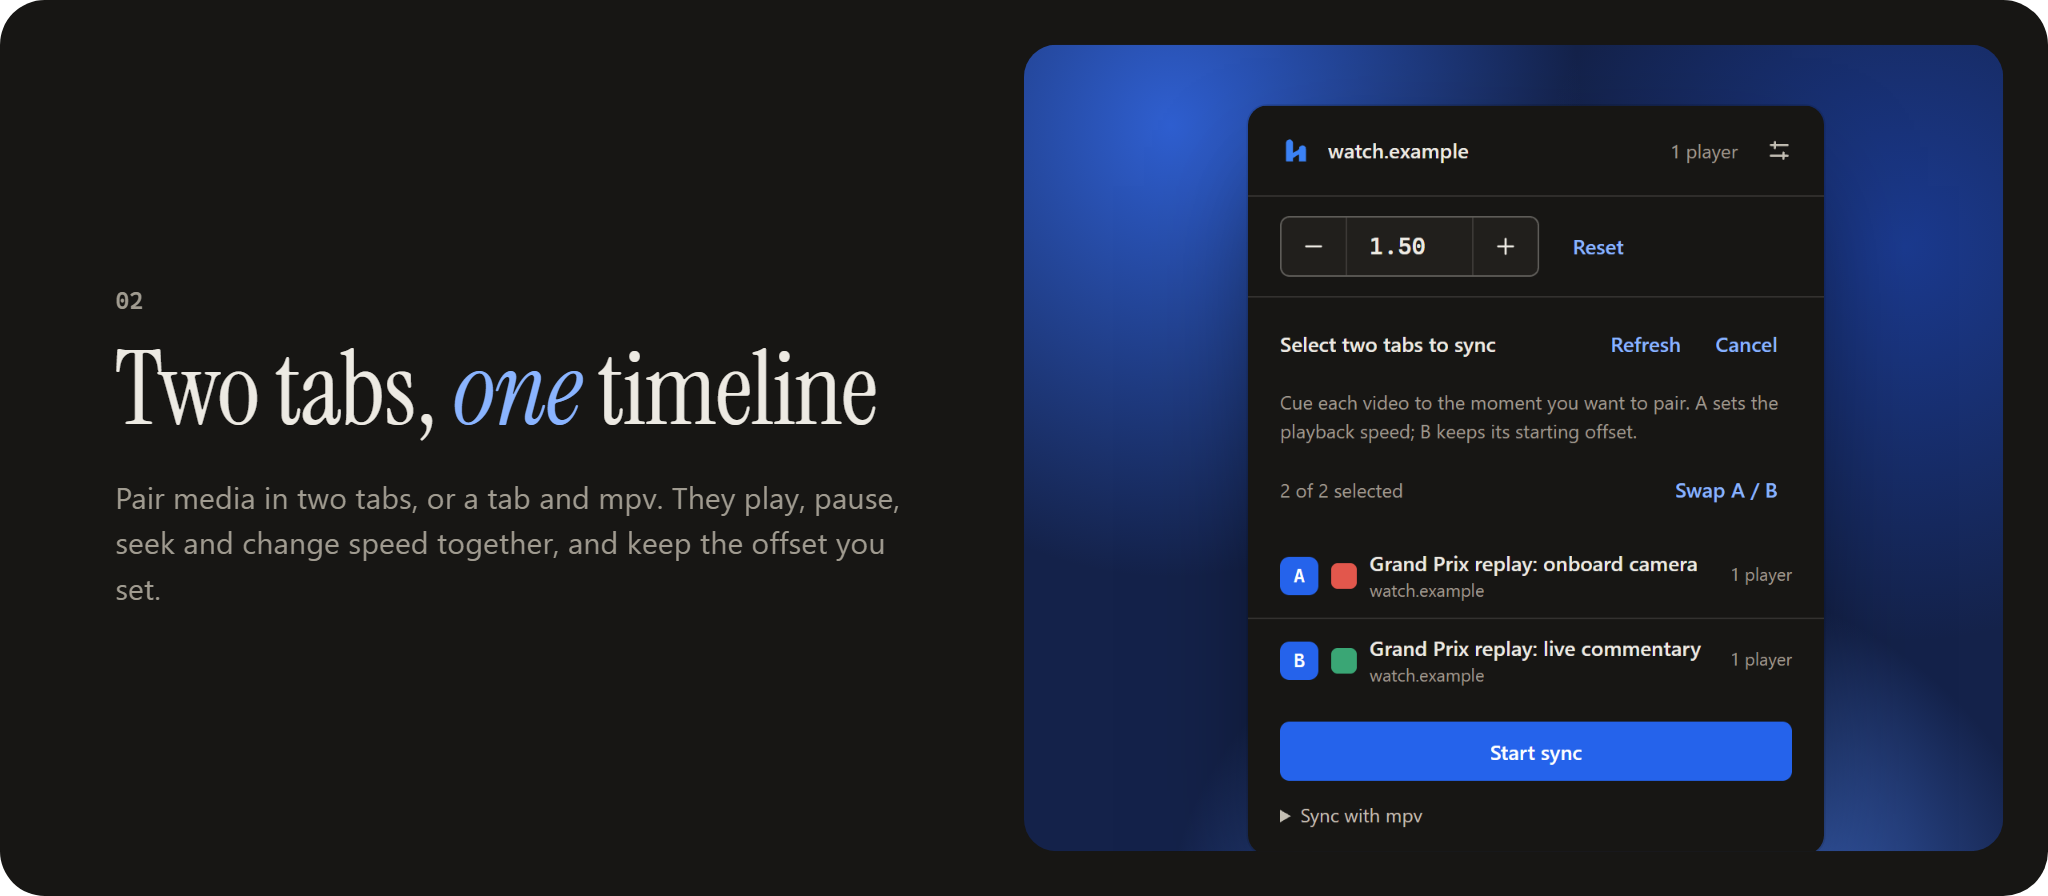 02
Two tabs, one timeline
Pair media in two tabs, or a tab and mpv. They play, pause,
seek and change speed together, and keep the offset you
set.
watch.example
1 player
− 1.50 +
Reset
Select two tabs to sync
Refresh
Cancel
Cue each video to the moment you want to pair. A sets the
playback speed; B keeps its starting offset.
2 of 2 selected
Swap A / B
A
Grand Prix replay: onboard camera
watch.example
1 player
B
Grand Prix replay: live commentary
watch.example
1 player
Start sync
Sync with mpv